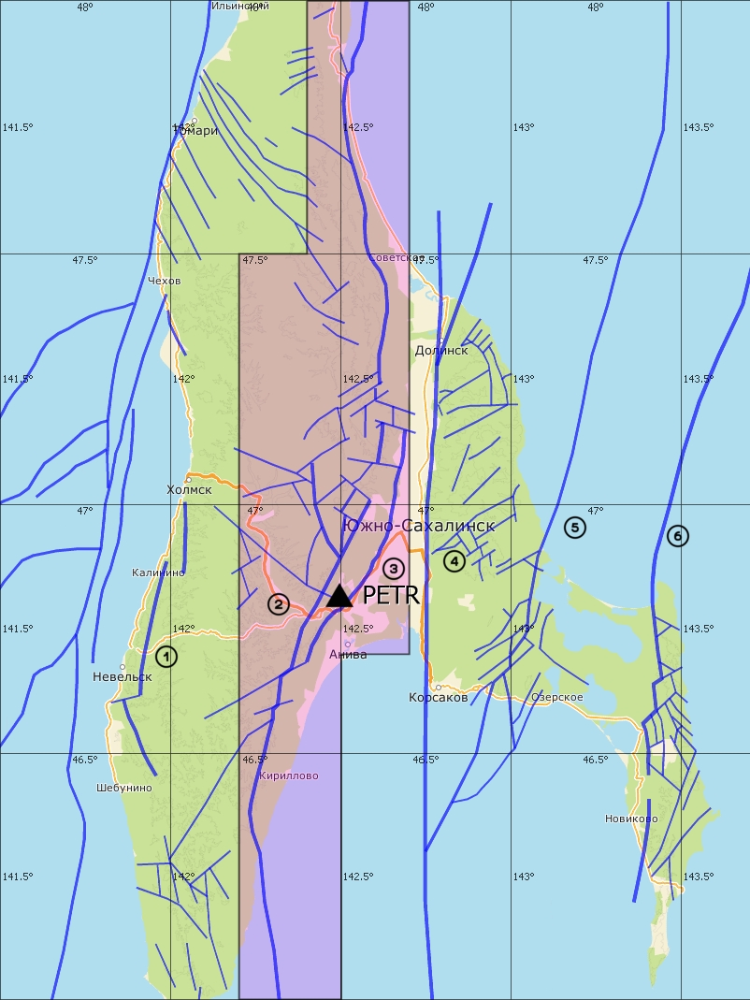 Ильинский
48° 48° 48° 48°
Томари
141.5° 142° 142.5° 143° 143.5°
Советское
47.5° 47.5° 47.5° 47.5°
Чехов
Долинск
141.5° 142° 142.5° 143° 143.5°
Холмск
47° 47° 47° 47°
Южно-Сахалинск
5
6
4
Калинино
3
2
PETR
141.5° 142° 142.5° 143° 143.5°
1
Анива
Невельск
Корсаков
Озерское
46.5° 46.5° 46.5° 46.5°
Кириллово
Шебунино
Новиково
141.5° 142° 142.5° 143° 143.5°